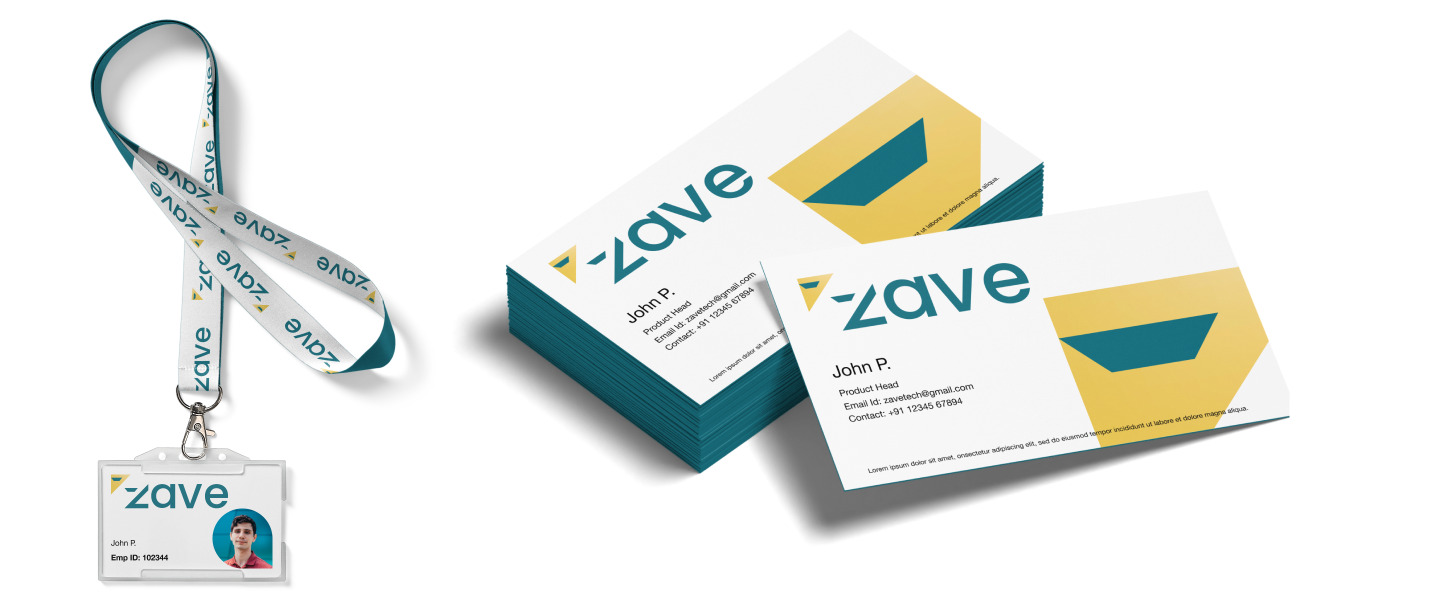 zave
zave
zave
zave
zave
zave
zave
zave
zave
zave
John P.
Emp ID: 102344
zave
John P.
Product Head
Email Id: zavetech@gmail.com
Contact: +91 12345 67894
Lorem ipsum dolor sit amet,
ut labore et dolore magna aliqua.
zave
John P.
Product Head
Email Id: zavetech@gmail.com
Contact: +91 12345 67894
Lorem ipsum dolor sit amet, onsectetur adipiscing elit, sed do eiusmod tempor incididunt ut labore et dolore magna aliqua.